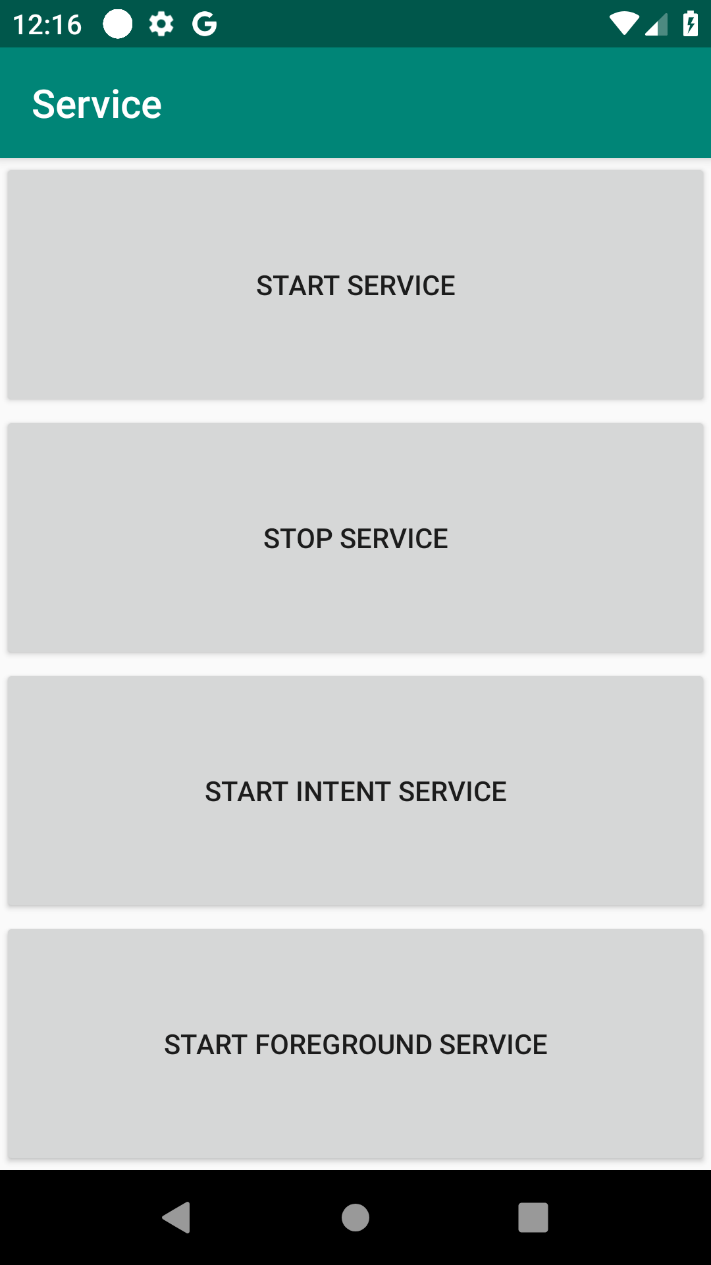 12:16
Service
START SERVICE
STOP SERVICE
START INTENT SERVICE
START FOREGROUND SERVICE